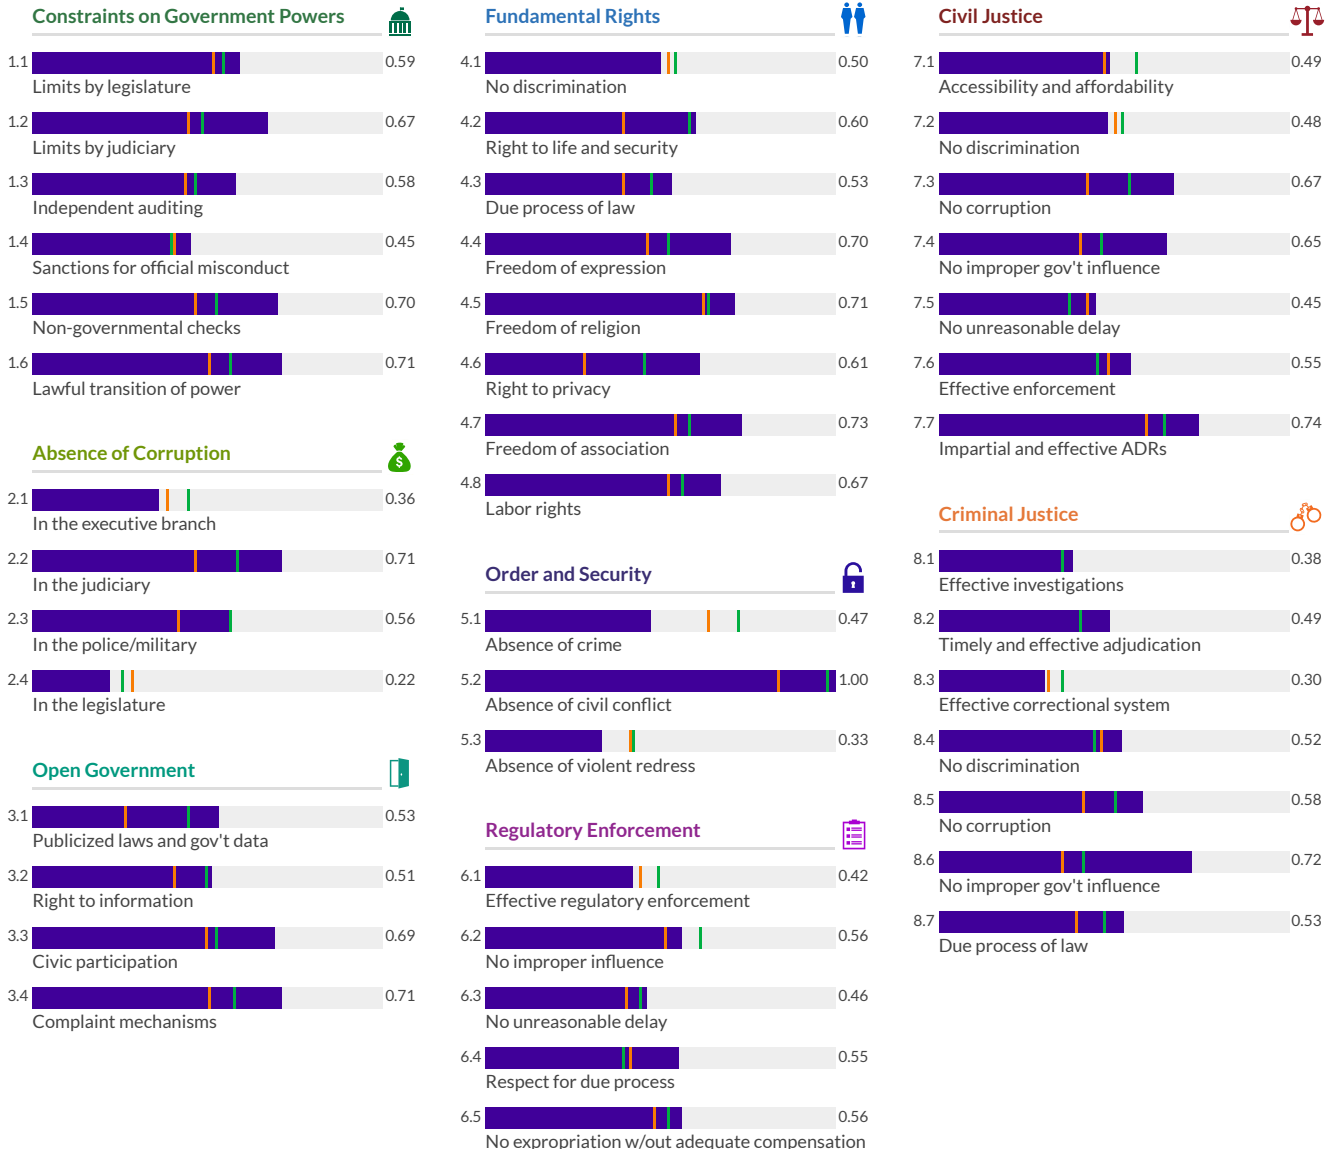 Constraints on Government Powers
1.1 0.59
Limits by legislature
1.2 0.67
Limits by judiciary
1.3 0.58
Independent auditing
1.4 0.45
Sanctions for official misconduct
1.5 0.70
Non-governmental checks
1.6 0.71
Lawful transition of power
Absence of Corruption
$
2.1 0.36
In the executive branch
2.2 0.71
In the judiciary
2.3 0.56
In the police/military
2.4 0.22
In the legislature
Open Government
3.1 0.53
Publicized laws and gov't data
3.2 0.51
Right to information
3.3 0.69
Civic participation
3.4 0.71
Complaint mechanisms
Fundamental Rights
4.1 0.50
No discrimination
4.2 0.60
Right to life and security
4.3 0.53
Due process of law
4.4 0.70
Freedom of expression
4.5 0.71
Freedom of religion
4.6 0.61
Right to privacy
4.7 0.73
Freedom of association
4.8 0.67
Labor rights
Order and Security
5.1 0.47
Absence of crime
5.2 1.00
Absence of civil conflict
5.3 0.33
Absence of violent redress
Regulatory Enforcement
6.1 0.42
Effective regulatory enforcement
6.2 0.56
No improper influence
6.3 0.46
No unreasonable delay
6.4 0.55
Respect for due process
6.5 0.56
No expropriation w/out adequate compensation
Civil Justice
7.1 0.49
Accessibility and affordability
7.2 0.48
No discrimination
7.3 0.67
No corruption
7.4 0.65
No improper gov't influence
7.5 0.45
No unreasonable delay
7.6 0.55
Effective enforcement
7.7 0.74
Impartial and effective ADRs
Criminal Justice
8.1 0.38
Effective investigations
8.2 0.49
Timely and effective adjudication
8.3 0.30
Effective correctional system
8.4 0.52
No discrimination
8.5 0.58
No corruption
8.6 0.72
No improper gov't influence
8.7 0.53
Due process of law